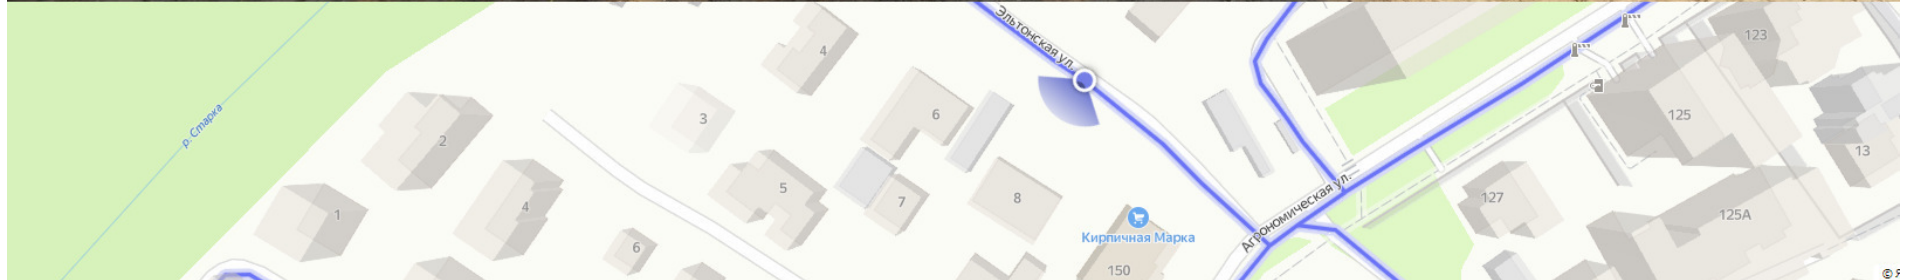 Эльтонская ул.
123
4
125
6
3
2
13
р. Старка
5
4
7
8
127
1
Агрономическая ул.
125А
Кирпичная Марка
6
150
© Я